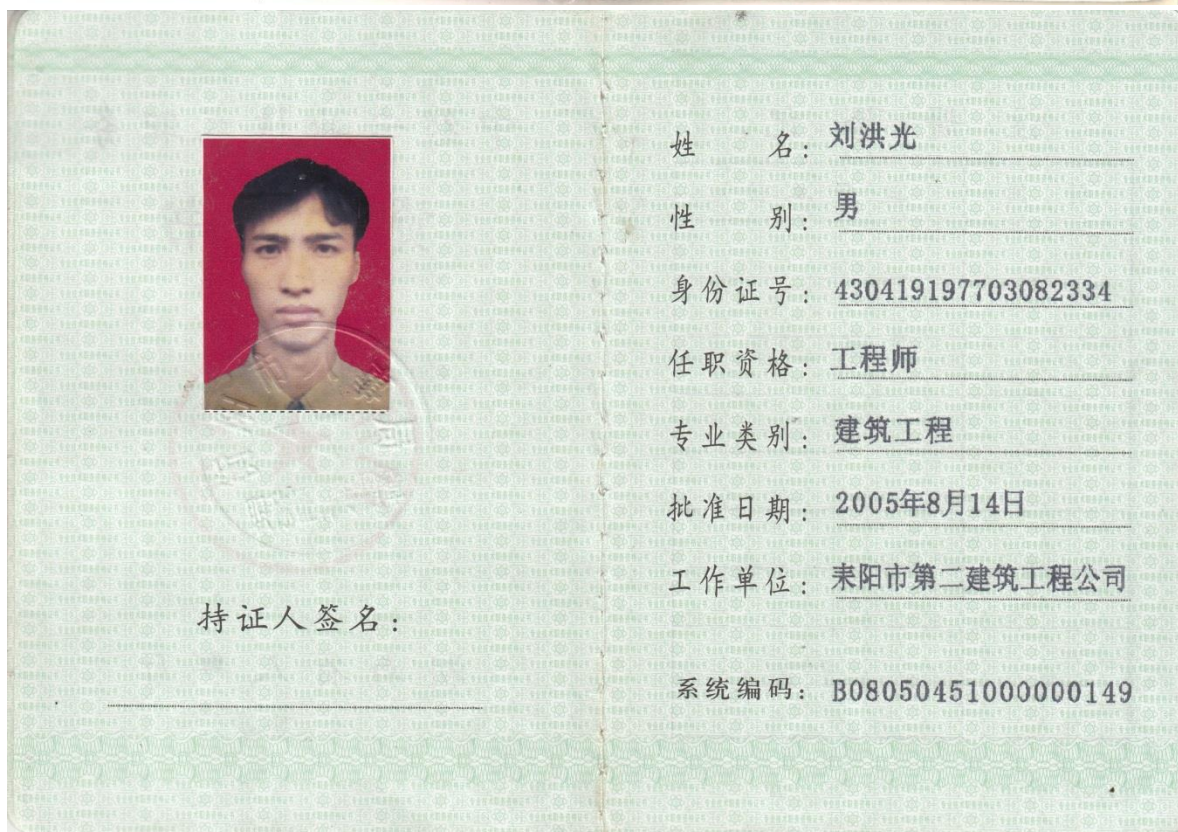 持证人签名：
姓 名：刘洪光
性 别：男
身份证号：430419197703082334
任职资格：工程师
专业类别：建筑工程
批准日期：2005年8月14日
工作单位：耒阳市第二建筑工程公司
系统编码：B08050451000000149